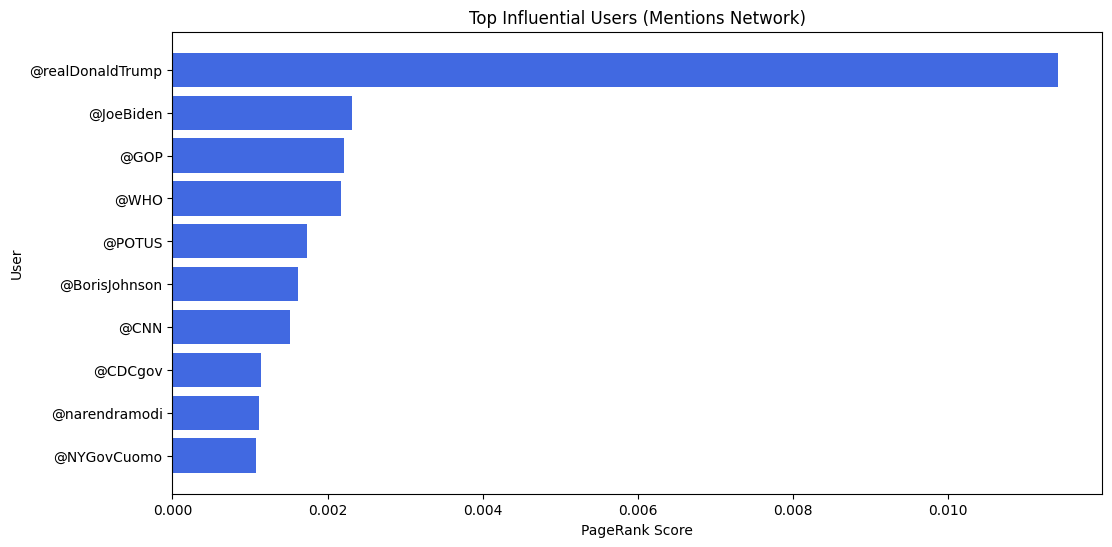 Top Influential Users (Mentions Network)
@realDonaldTrump
@JoeBiden
@GOP
@WHO
@POTUS
@BorisJohnson
@CNN
@CDCgov
@narendramodi
@NYGovCuomo
User
0.000 0.002 0.004 0.006 0.008 0.010
PageRank Score